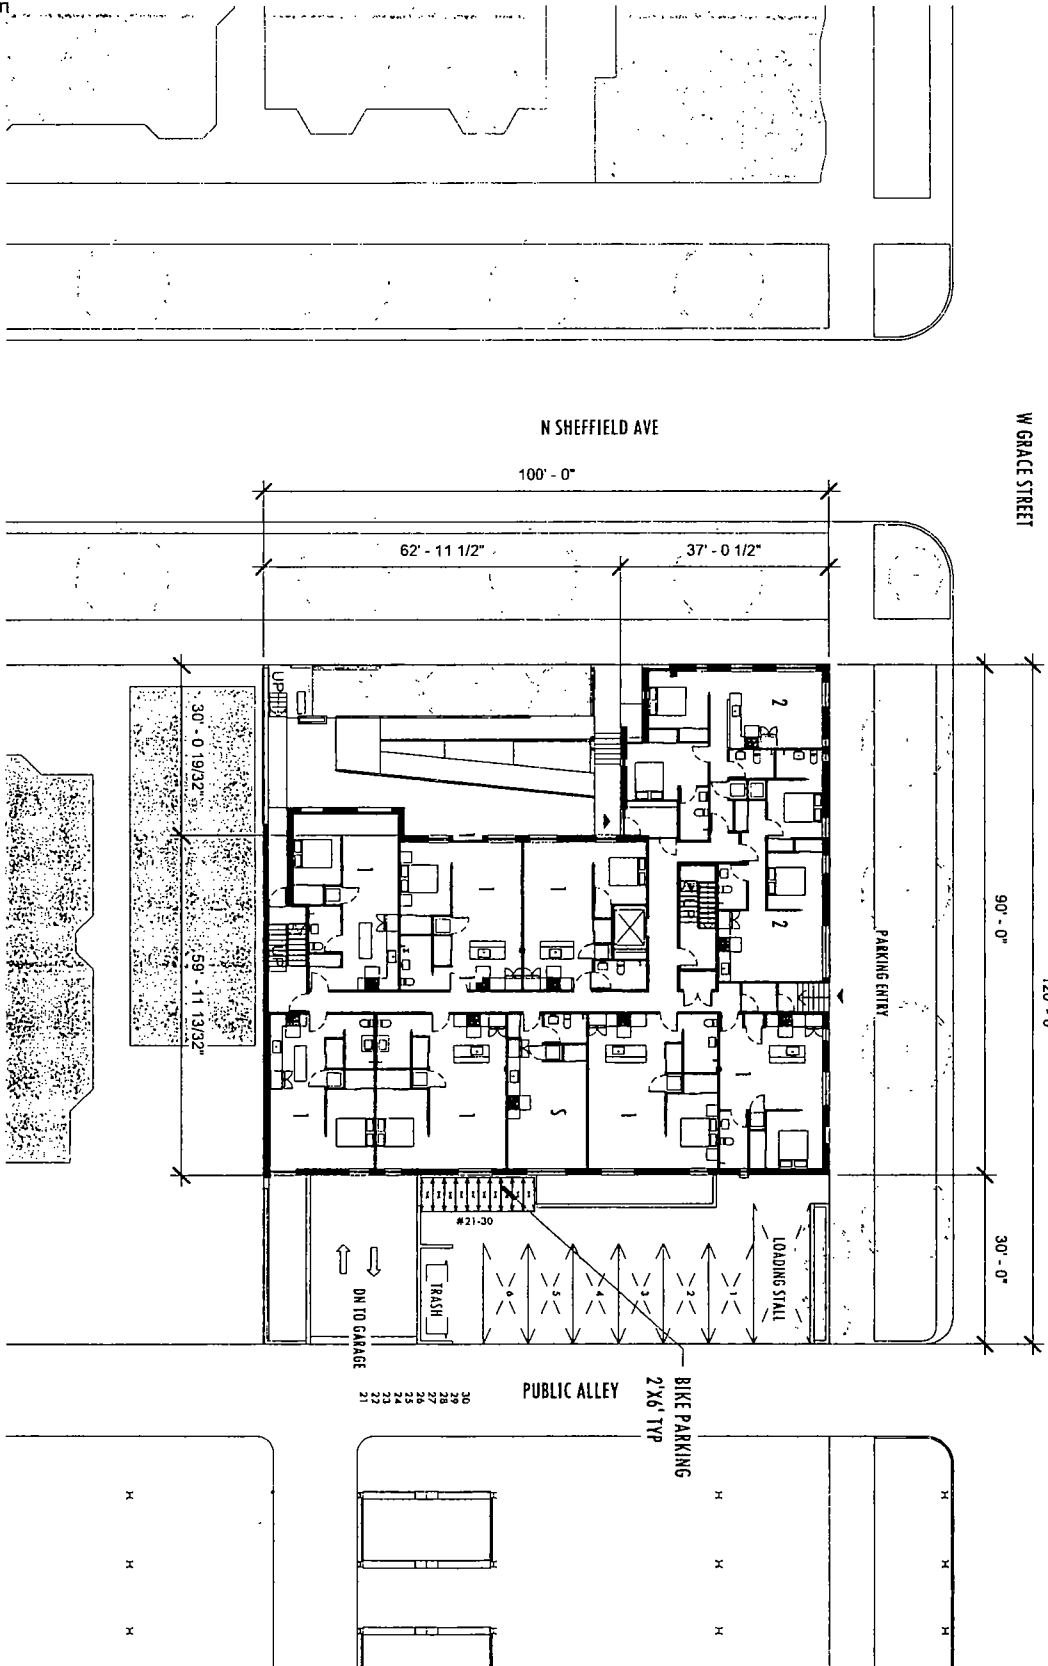 N SHEFFIELD AVE
W GRACE STREET
100' - 0"
62' - 11 1/2"
37' - 0 1/2"
UP
2
30' - 0 19/32"
2
UP
90' - 0"
PARKING ENTRY
1
1
1
UP
59' - 11 13/32"
1
1
S
1
1
#21-30
30' - 0"
LOADING STALL
1
2
3
4
5
6
TRASH
DN TO GARAGE
PUBLIC ALLEY
BIKE PARKING
2'X6' TYP
30
29
28
27
26
25
24
23
22
21